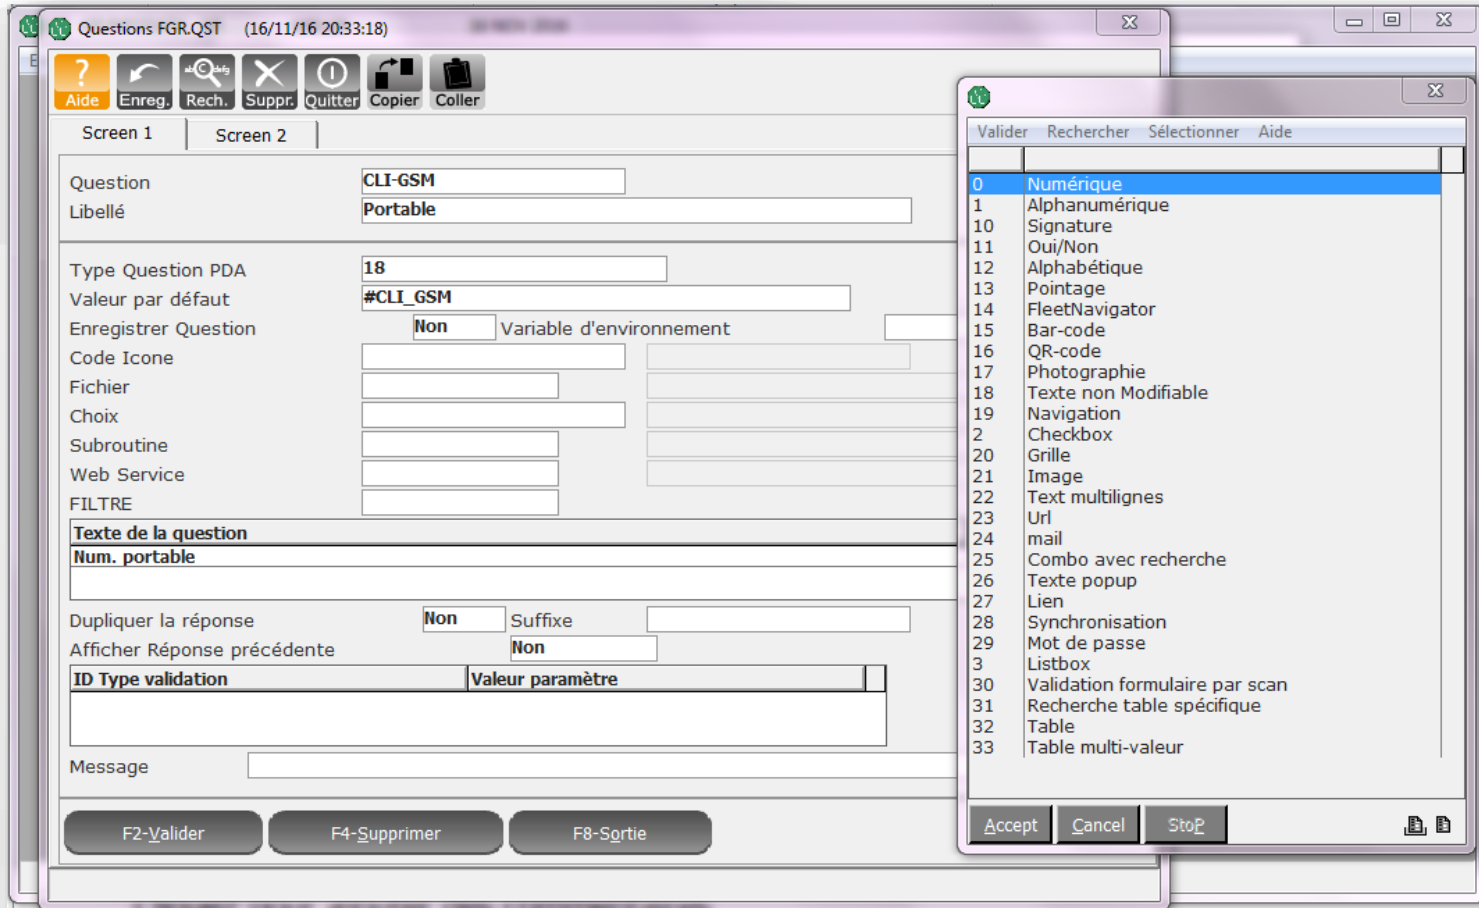 Questions FGR.QST (16/11/16 20:33:18)
Aide Enreg. Rech. Suppr. Quitter Copier Coller
Screen 1 Screen 2
Question CLI-GSM
Libellé Portable
Type Question PDA 18
Valeur par défaut #CLI_GSM
Enregistrer Question Non Variable d'environnement
Code Icone
Fichier
Choix
Subroutine
Web Service
FILTRE
Texte de la question
Num. portable
Dupliquer la réponse Non Suffixe
Afficher Réponse précédente Non
ID Type validation Valeur paramètre
Message
F2-Valider F4-Supprimer F8-Sortie
Valider Rechercher Sélectionner Aide
0 Numérique
1 Alphanumérique
10 Signature
11 Oui/Non
12 Alphabétique
13 Pointage
14 FleetNavigator
15 Bar-code
16 QR-code
17 Photographie
18 Texte non Modifiable
19 Navigation
2 Checkbox
20 Grille
21 Image
22 Text multilignes
23 Url
24 mail
25 Combo avec recherche
26 Texte popup
27 Lien
28 Synchronisation
29 Mot de passe
3 Listbox
30 Validation formulaire par scan
31 Recherche table spécifique
32 Table
33 Table multi-valeur
Accept Cancel StoP